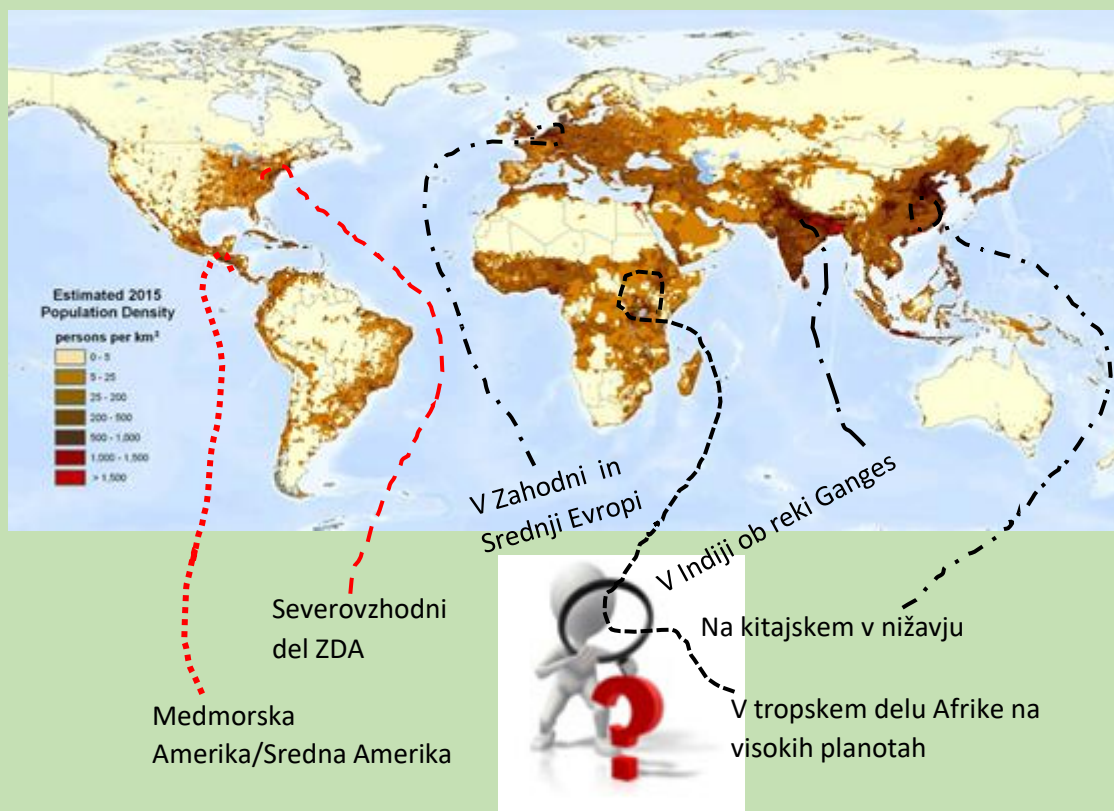 Estimated 2015
Population Density
persons per km²
0 - 5
5 - 25
25 - 200
200 - 500
500 - 1,000
1,000 - 1,500
> 1,500
V Zahodni in
Srednji Evropi
V Indiji ob reki Ganges
Severovzhodni
del ZDA
Na kitajskem v nižavju
Medmorska
Amerika/Sredna Amerika
V tropskem delu Afrike na
visokih planotah